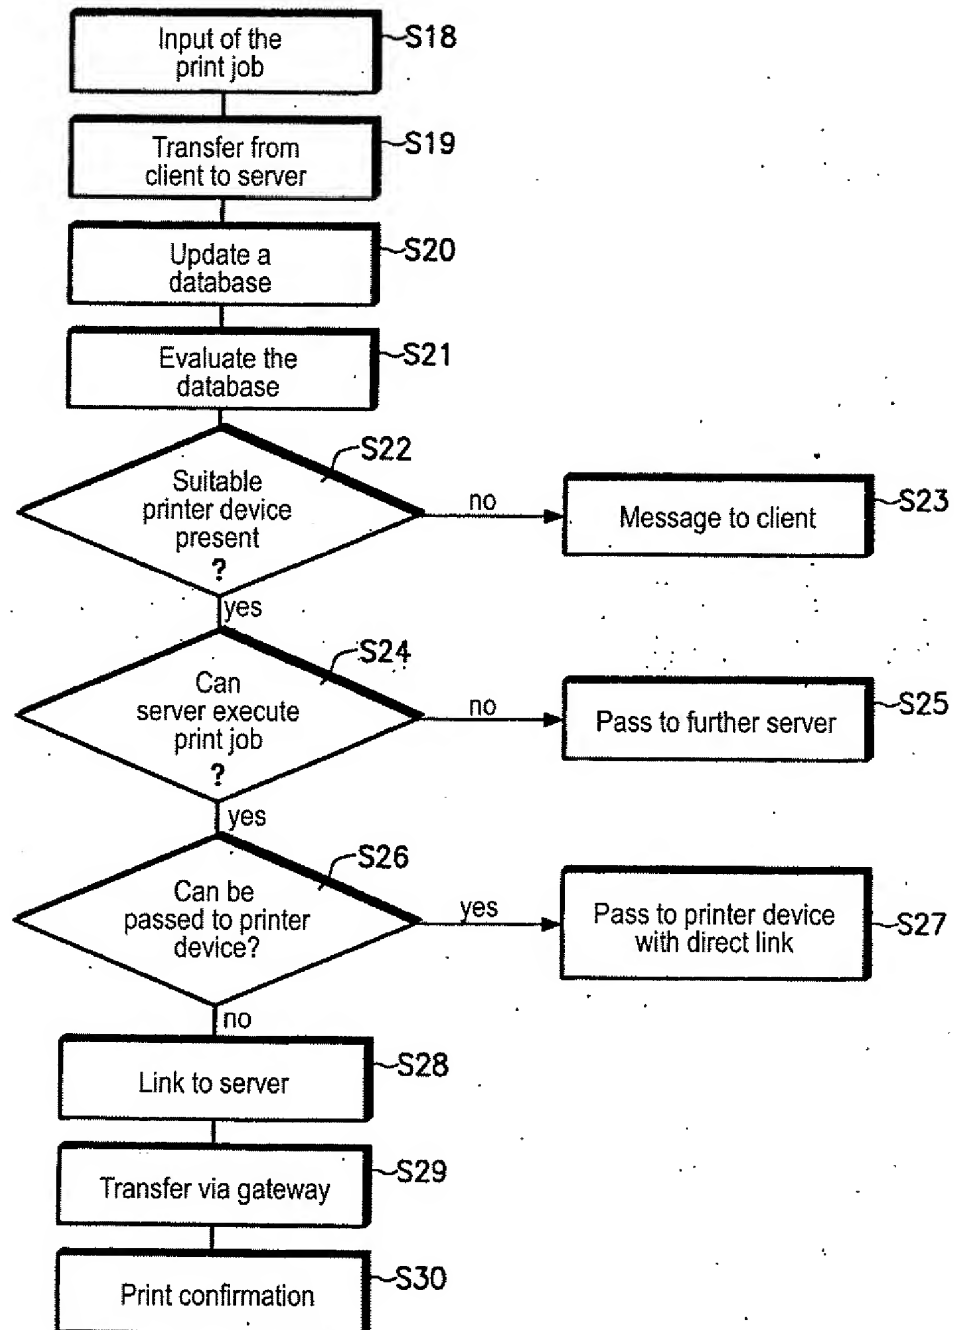 Input of the
print job
S18
Transfer from
client to server
S19
Update a
database
S20
Evaluate the
database
S21
S22
Suitable
printer device
present
?
no
Message to client
S23
yes
S24
Can
server execute
print job
?
no
Pass to further server
S25
yes
S26
Can be
passed to printer
device?
yes
Pass to printer device
with direct link
S27
no
Link to server
S28
Transfer via gateway
S29
Print confirmation
S30